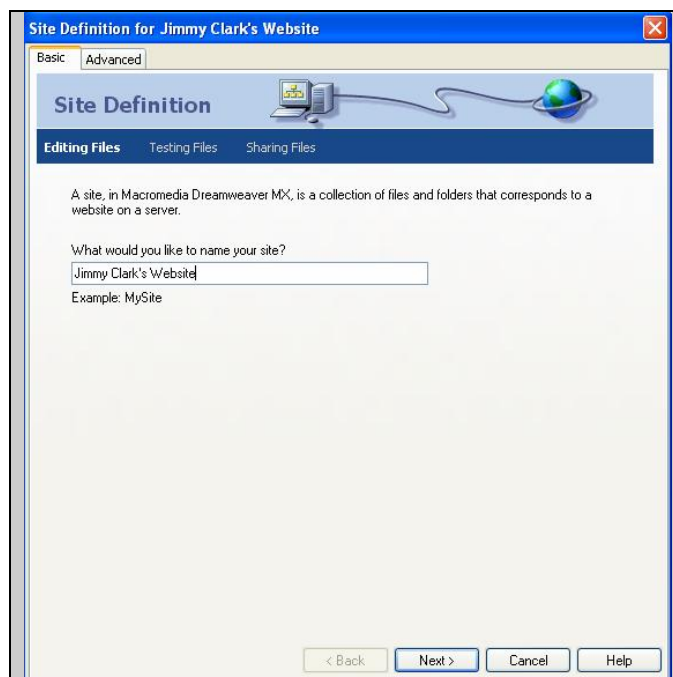 Site Definition for Jimmy Clark's Website
Basic Advanced
Site Definition
Editing Files Testing Files Sharing Files
A site, in Macromedia Dreamweaver MX, is a collection of files and folders that corresponds to a
website on a server.
What would you like to name your site?
Jimmy Clark's Website
Example: MySite
< Back Next > Cancel Help